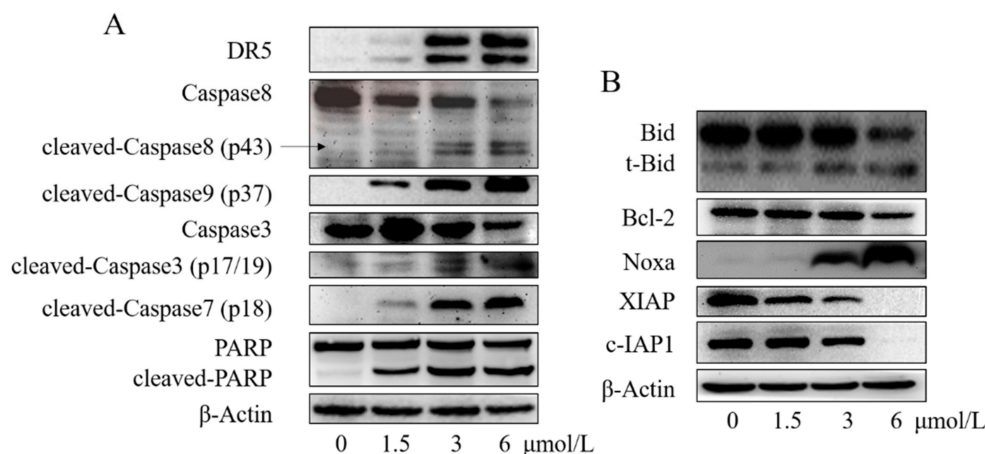 A
DR5
Caspase8
cleaved-Caspase8 (p43)
cleaved-Caspase9 (p37)
Caspase3
cleaved-Caspase3 (p17/19)
cleaved-Caspase7 (p18)
PARP
cleaved-PARP
β-Actin
0 1.5 3 6 μmol/L
B
Bid
t-Bid
Bcl-2
Noxa
XIAP
c-IAP1
β-Actin
0 1.5 3 6 μmol/L